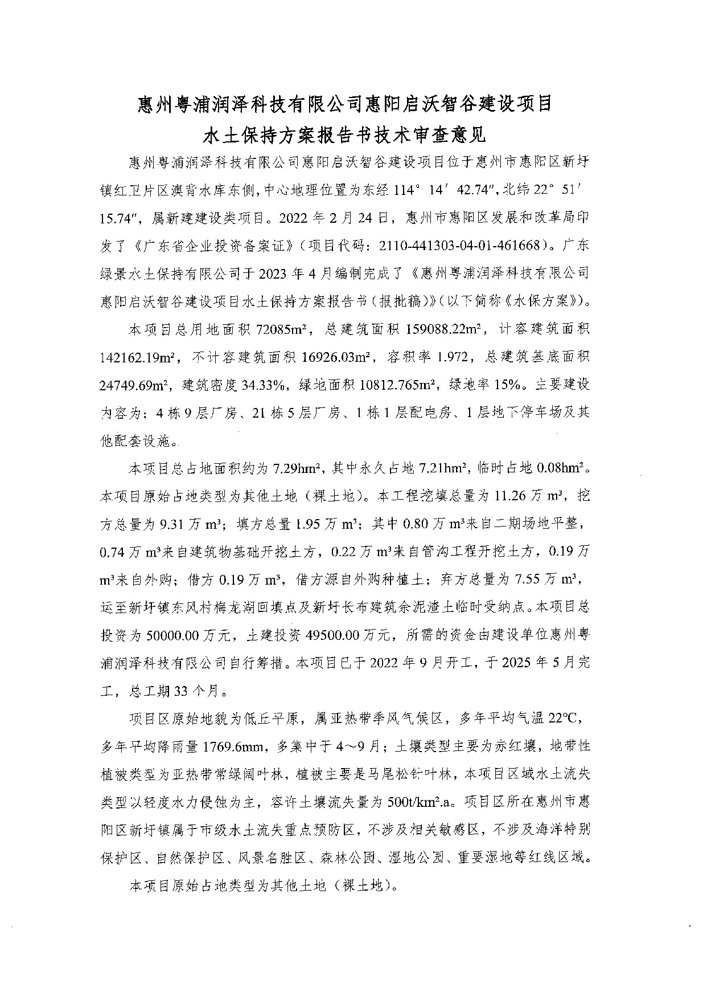 惠州粤浦润泽科技有限公司惠阳启沃智谷建设项目
水土保持方案报告书技术审查意见
惠州粤浦润泽科技有限公司惠阳启沃智谷建设项目位于惠州市惠阳区新圩
镇红卫片区澳背水库东侧，中心地理位置为东经 114° 14′ 42.74″，北纬 22° 51′
15.74″，属新建建设类项目。2022 年 2 月 24 日，惠州市惠阳区发展和改革局印
发了《广东省企业投资备案证》（项目代码：2110-441303-04-01-461668）。广东
绿景水土保持有限公司于 2023 年 4 月编制完成了《惠州粤浦润泽科技有限公司
惠阳启沃智谷建设项目水土保持方案报告书（报批稿）》（以下简称《水保方案》）。
本项目总用地面积 72085m²，总建筑面积 159088.22m²，计容建筑面积
142162.19m²，不计容建筑面积 16926.03m²，容积率 1.972，总建筑基底面积
24749.69m²，建筑密度 34.33%，绿地面积 10812.765m²，绿地率 15%。主要建设
内容为：4 栋 9 层厂房、21 栋 5 层厂房、1 栋 1 层配电房、1 层地下停车场及其
他配套设施。
本项目总占地面积约为 7.29hm²，其中永久占地 7.21hm²，临时占地 0.08hm²。
本项目原始占地类型为其他土地（裸土地）。本工程挖填总量为 11.26 万 m³，挖
方总量为 9.31 万 m³；填方总量 1.95 万 m³；其中 0.80 万 m³来自二期场地平整，
0.74 万 m³来自建筑物基础开挖土方，0.22 万 m³来自管沟工程开挖土方，0.19 万
m³来自外购；借方 0.19 万 m³，借方源自外购种植土；弃方总量为 7.55 万 m³，
运至新圩镇东风村梅龙湖回填点及新圩长布建筑余泥渣土临时受纳点。本项目总
投资为 50000.00 万元，土建投资 49500.00 万元，所需的资金由建设单位惠州粤
浦润泽科技有限公司自行筹措。本项目已于 2022 年 9 月开工，于 2025 年 5 月完
工，总工期 33 个月。
项目区原始地貌为低丘平原，属亚热带季风气候区，多年平均气温 22℃，
多年平均降雨量 1769.6mm，多集中于 4～9 月；土壤类型主要为赤红壤，地带性
植被类型为亚热带常绿阔叶林，植被主要是马尾松针叶林，本项目区域水土流失
类型以轻度水力侵蚀为主，容许土壤流失量为 500t/km².a。项目区所在惠州市惠
阳区新圩镇属于市级水土流失重点预防区，不涉及相关敏感区，不涉及海洋特别
保护区、自然保护区、风景名胜区、森林公园、湿地公园、重要湿地等红线区域。
本项目原始占地类型为其他土地（裸土地）。